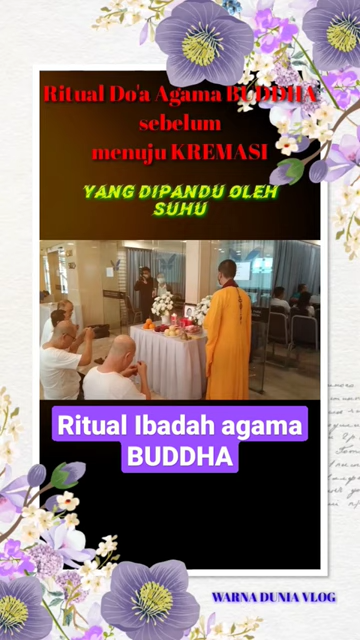 Ritual Do'a Agama BUDDHA
sebelum
menuju KREMASI
YANG DIPANDU OLEH
SUHU
Ritual Ibadah agama
BUDDHA
WARNA DUNIA VLOG